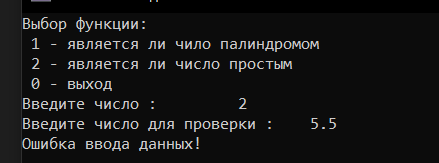 Выбор функции:
1 - является ли чило палиндромом
2 - является ли число простым
0 - выход
Введите число :         2
Введите число для проверки :    5.5
Ошибка ввода данных!